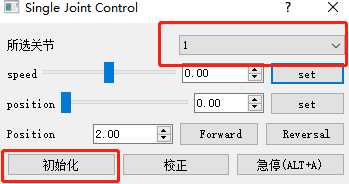 Single Joint Control
所选关节 1
speed 0.00 set
position 0.00 set
Position 2.00 Forward Reversal
初始化 校正 急停(ALT+A)